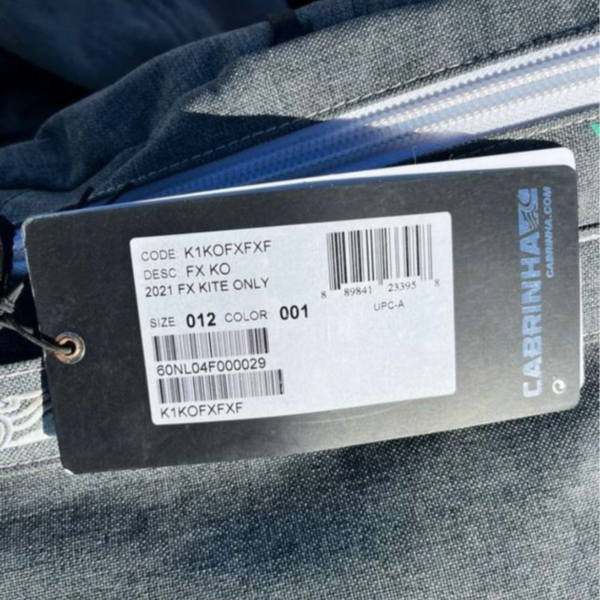 CODE: K1KOFXFXF
DESC: FX KO
2021 FX KITE ONLY
SIZE 012 COLOR 001
60NL04F000029
K1KOFXFXF
8 89841 23395 8
UPC-A
CABRINHA
CABRINHA.COM